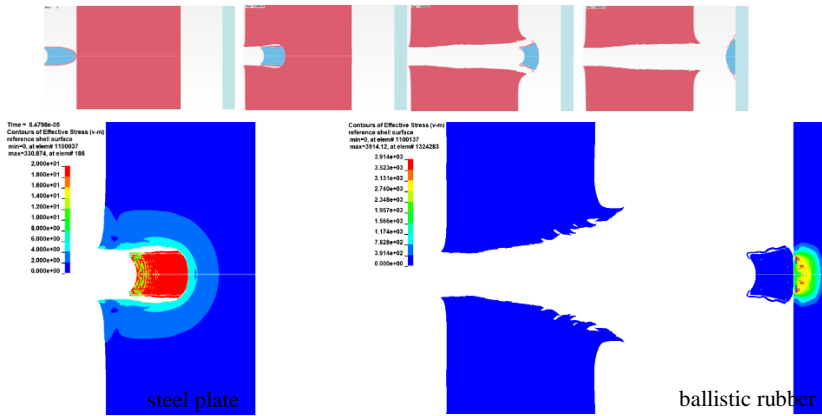 Time = 5.4798e-05
Contours of Effective Stress (v-m)
reference shell surface
min=0, at elem# 1100037
max=330.874, at elem# 185
2.000e+01
1.800e+01
1.600e+01
1.400e+01
1.200e+01
1.000e+01
8.000e+00
6.000e+00
4.000e+00
2.000e+00
0.000e+00
steel plate
Contours of Effective Stress (v-m)
reference shell surface
min=0, at elem# 1100137
max=3914.12, at elem# 1324283
3.914e+03
3.523e+03
3.131e+03
2.740e+03
2.348e+03
1.957e+03
1.566e+03
1.174e+03
7.828e+02
3.914e+02
0.000e+00
ballistic rubber